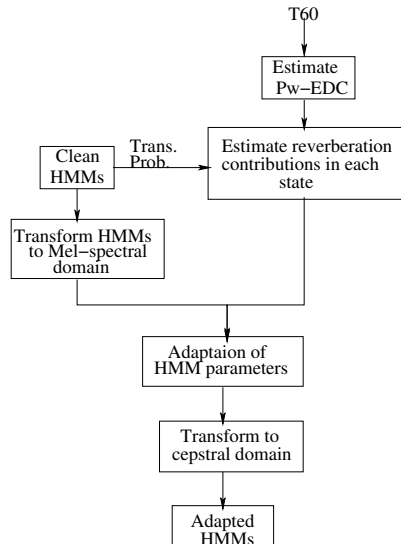 T60
Estimate
Pw-EDC
Trans.
Prob.
Clean
HMMs
Estimate reverberation
contributions in each
state
Transform HMMs
to Mel-spectral
domain
Adaptaion of
HMM parameters
Transform to
cepstral domain
Adapted
HMMs